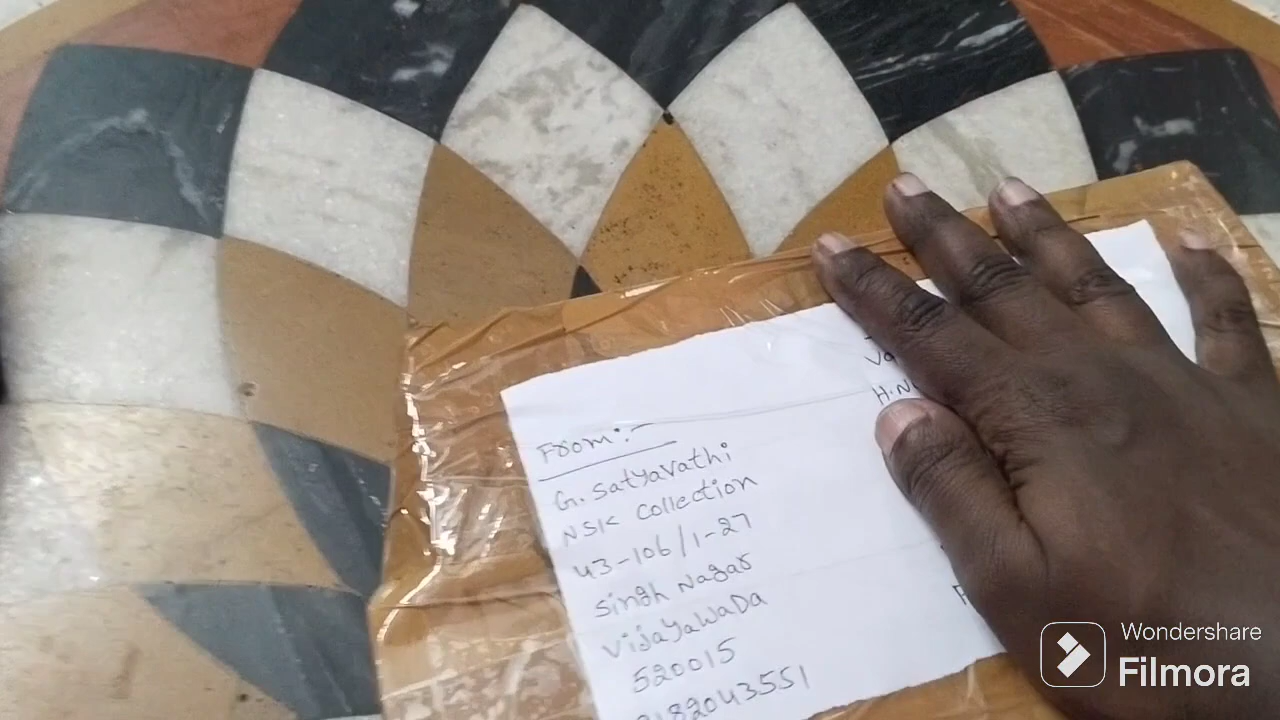 From:-
G. Satyavathi
NSK Collection
43-106/1-27
Singh Nagar
VijayaWaDa
520015
H.N
Wondershare
Filmora